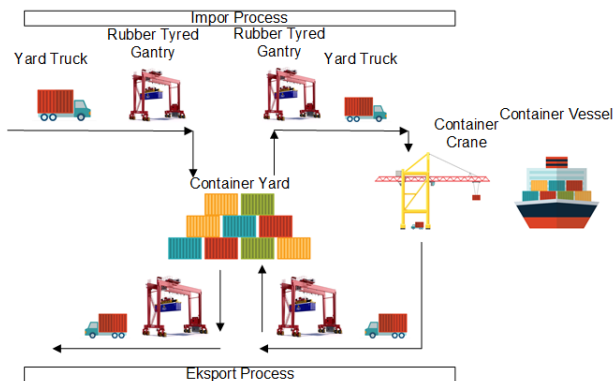 Impor Process
Yard Truck
Rubber Tyred
Gantry
Rubber Tyred
Gantry
Yard Truck
Container
Crane
Container Vessel
Container Yard
Eksport Process